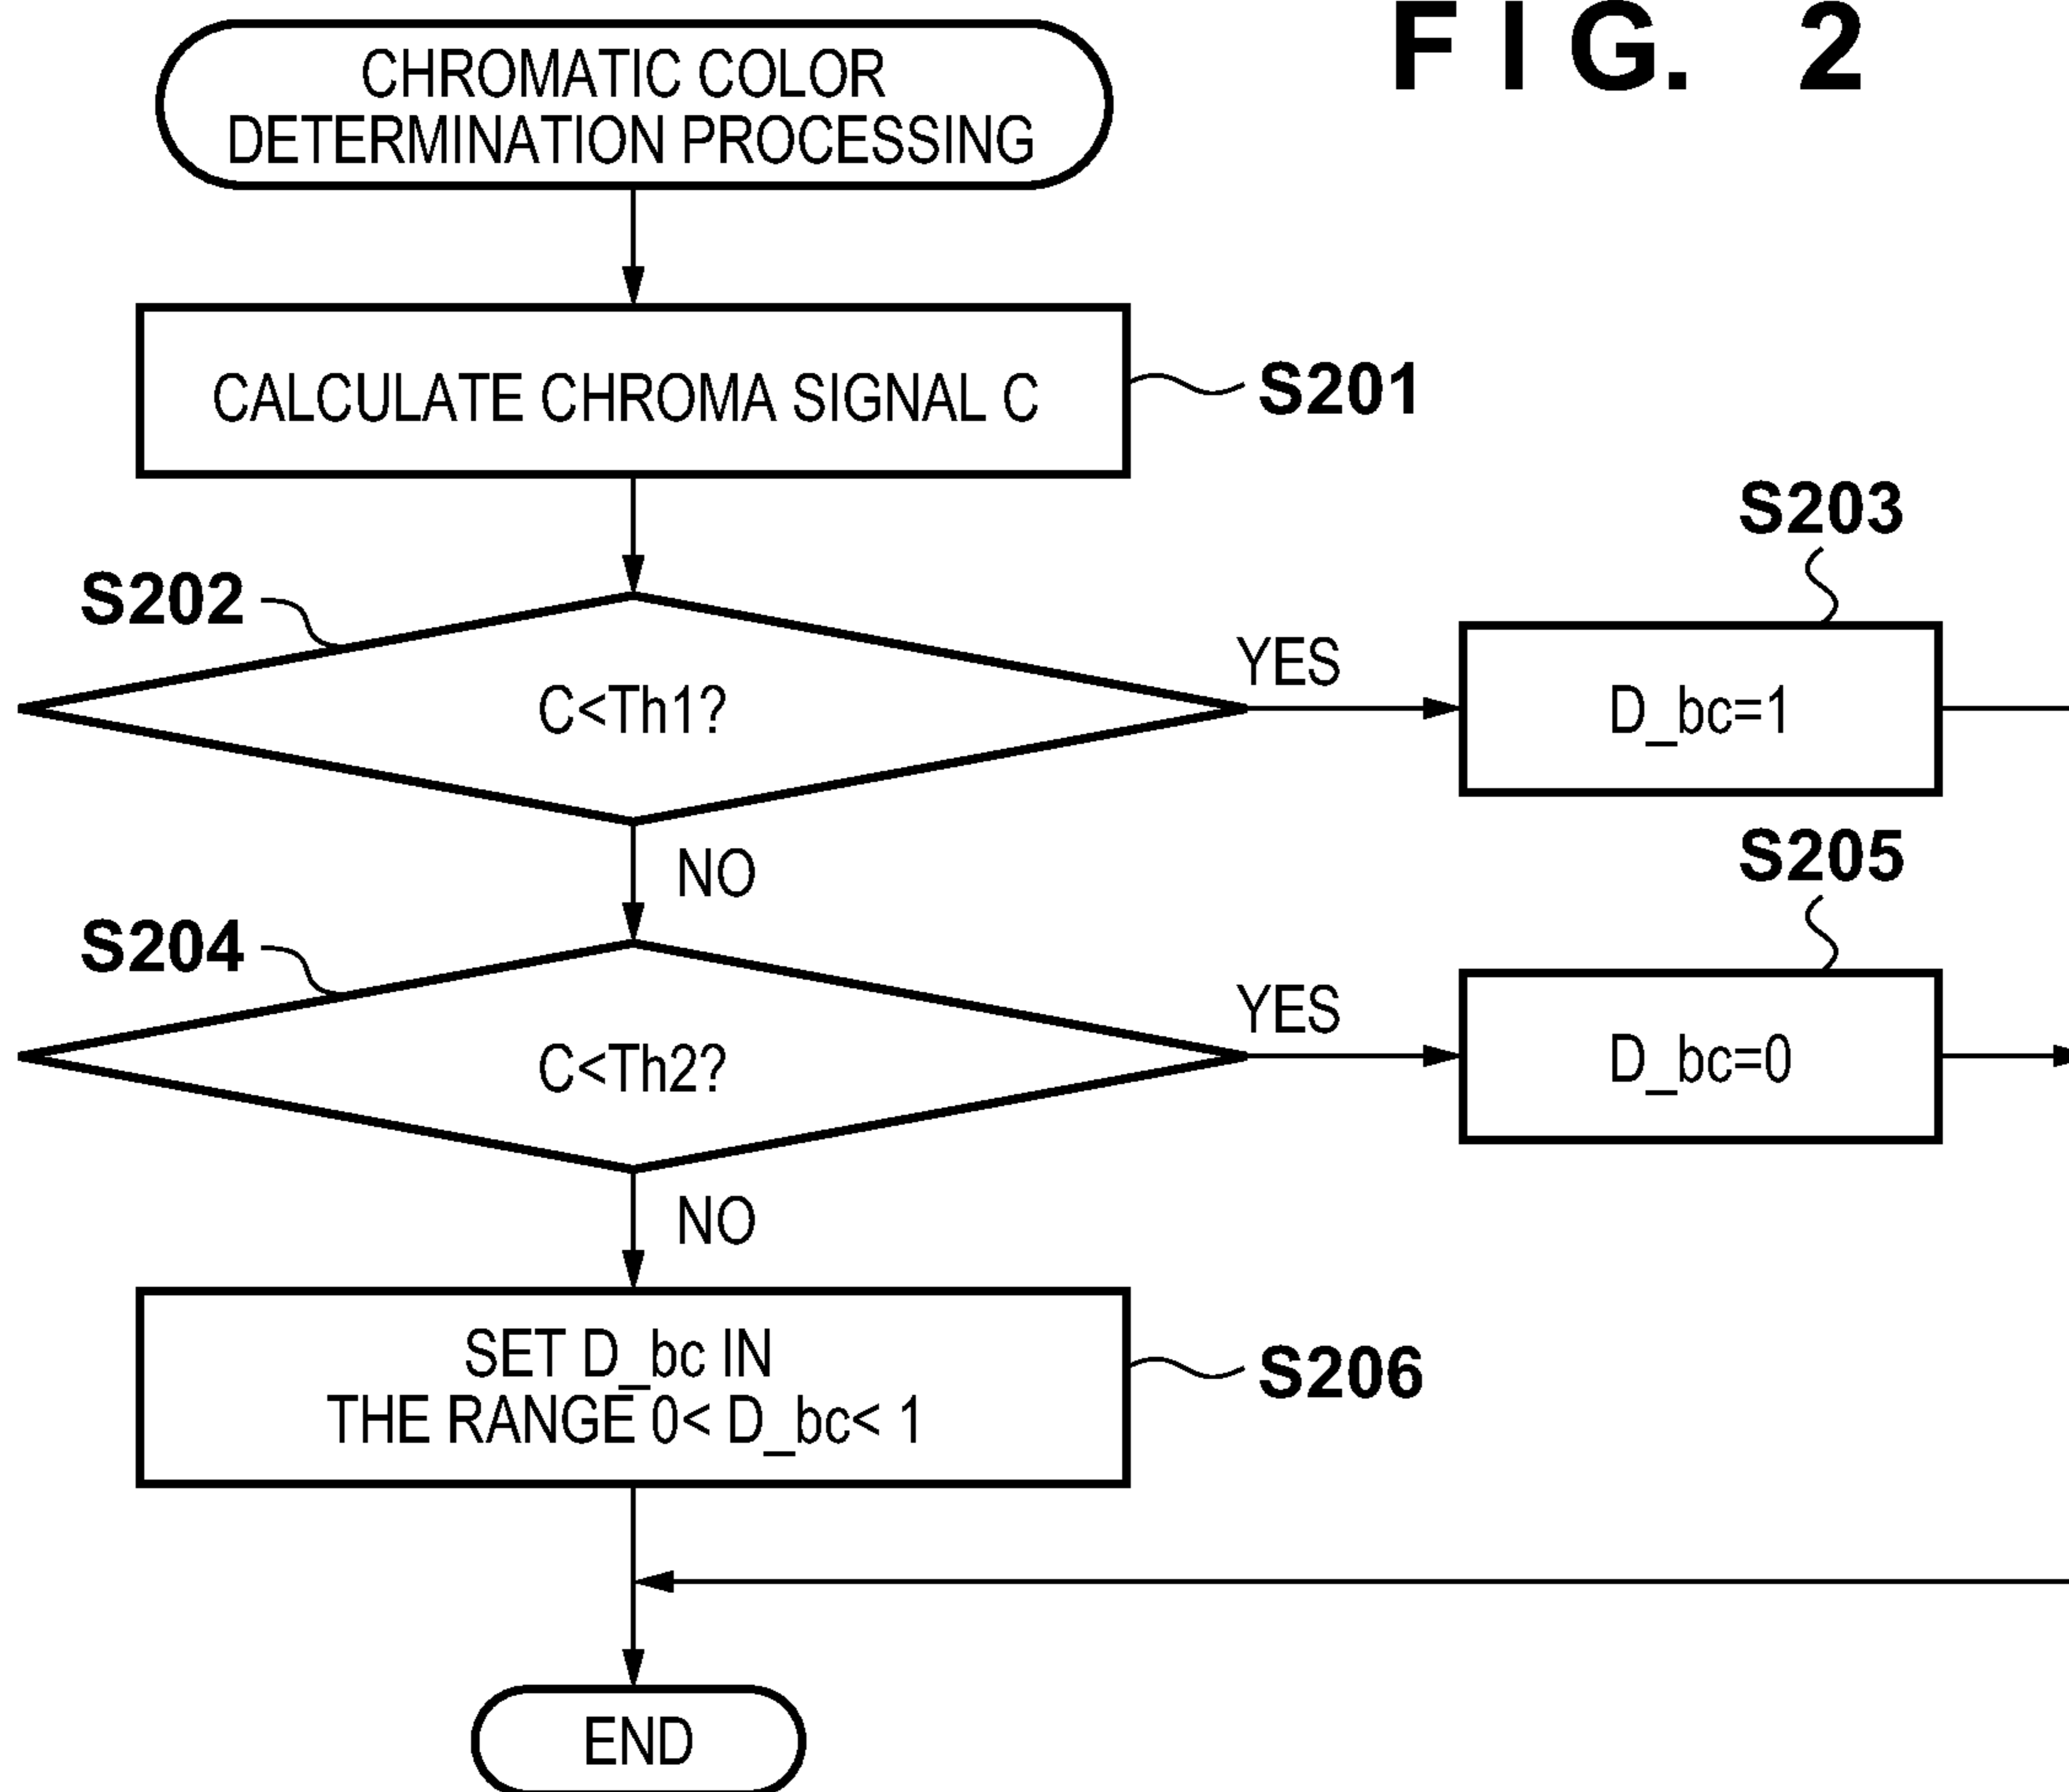 FIG. 2
CHROMATIC COLOR
DETERMINATION PROCESSING
CALCULATE CHROMA SIGNAL C
S201
S202
C<Th1?
YES
S203
D_bc=1
NO
S204
C<Th2?
YES
S205
D_bc=0
NO
SET D_bc IN
THE RANGE 0< D_bc< 1
S206
END